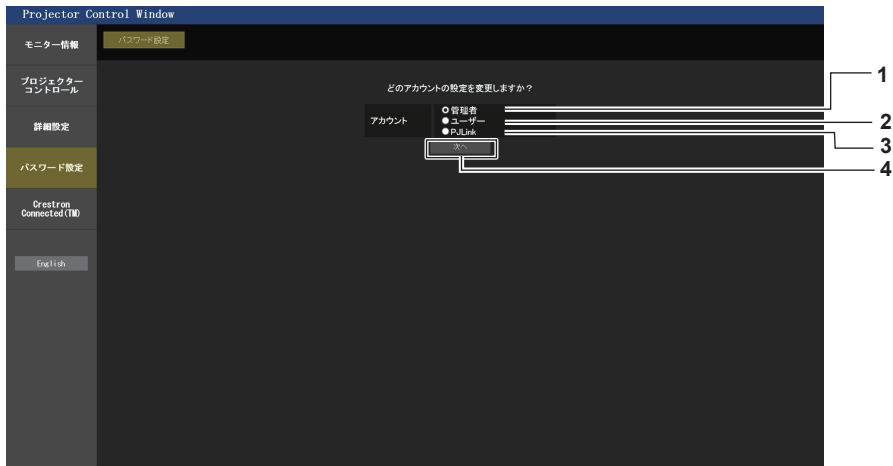 Projector Control Window
モニター情報
パスワード設定
プロジェクター
コントロール
詳細設定
パスワード設定
Crestron
Connected(TM)
English
どのアカウントの設定を変更しますか？
アカウント
管理者
ユーザー
PJLink
次へ
1
2
3
4